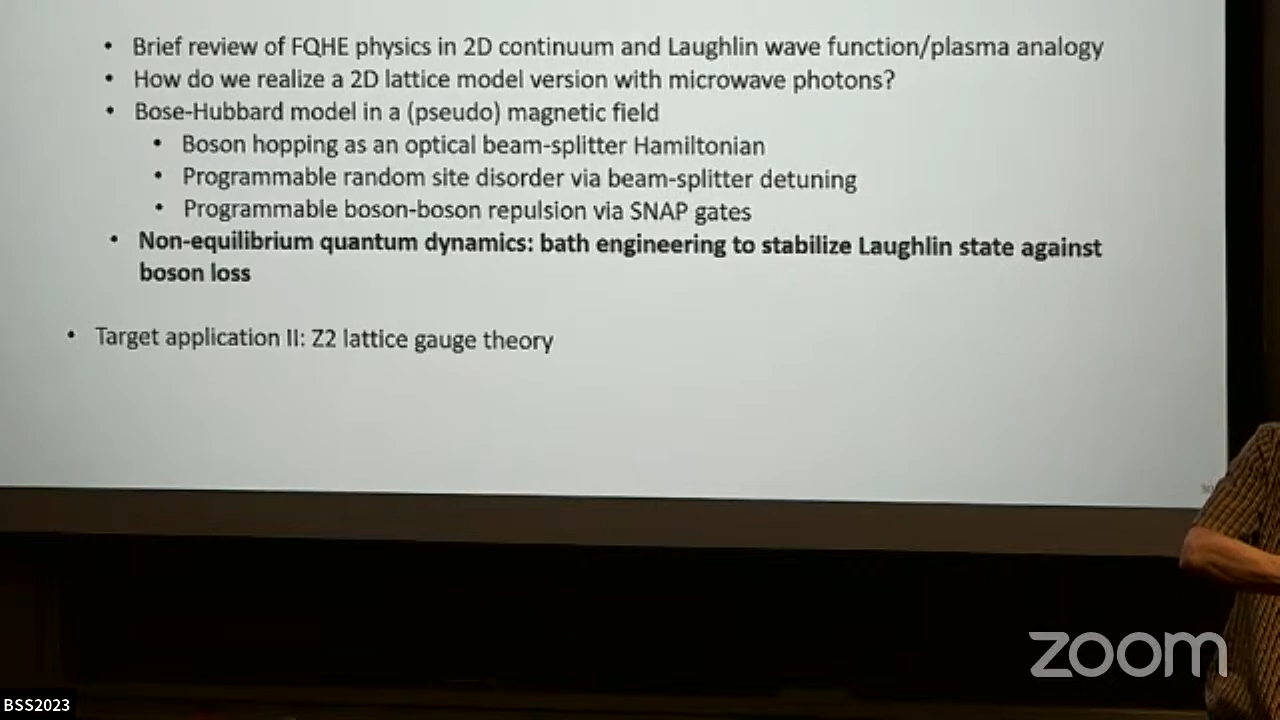 • Brief review of FQHE physics in 2D continuum and Laughlin wave function/plasma analogy
• How do we realize a 2D lattice model version with microwave photons?
• Bose-Hubbard model in a (pseudo) magnetic field
• Boson hopping as an optical beam-splitter Hamiltonian
• Programmable random site disorder via beam-splitter detuning
• Programmable boson-boson repulsion via SNAP gates
• Non-equilibrium quantum dynamics: bath engineering to stabilize Laughlin state against
boson loss
• Target application II: Z2 lattice gauge theory
zoom
BSS2023